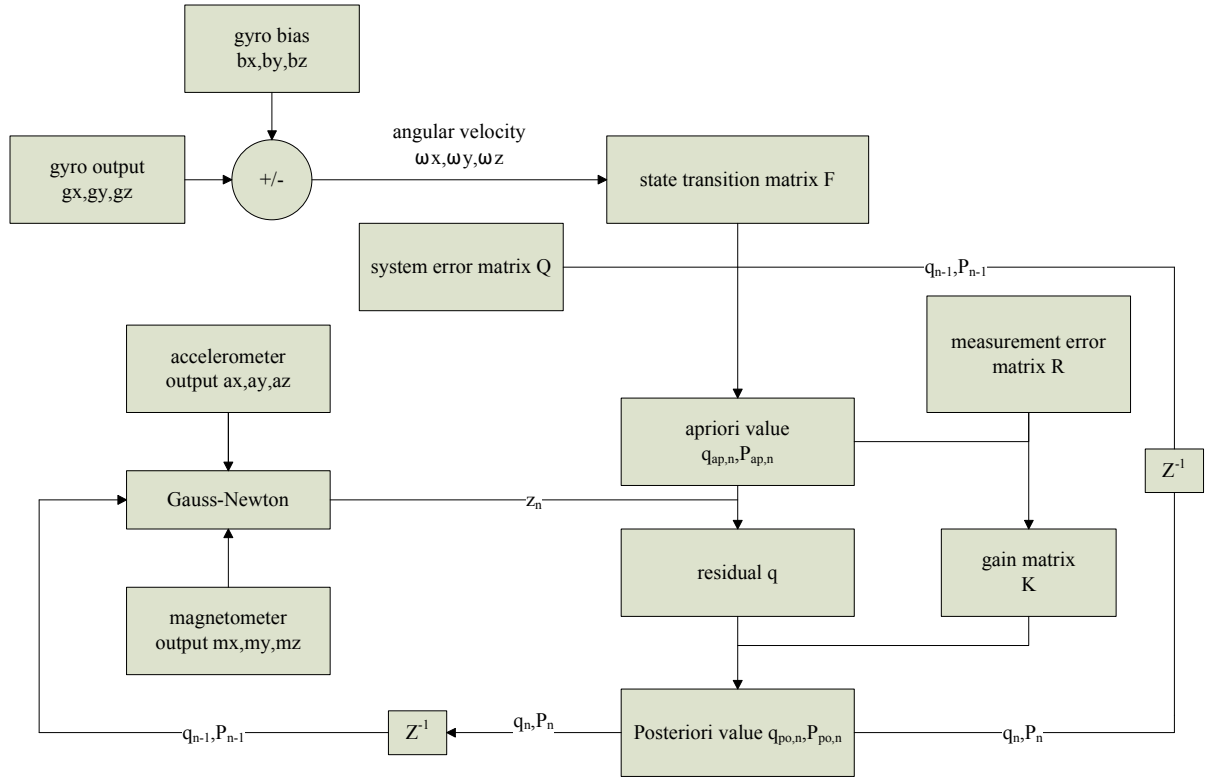 gyro bias
bx,by,bz
gyro output
gx,gy,gz
+/-
angular velocity
ωx,ωy,ωz
state transition matrix F
system error matrix Q
qn-1,Pn-1
accelerometer
output ax,ay,az
measurement error
matrix R
apriori value
qap,n,Pap,n
Z-1
Gauss-Newton
zn
residual q
gain matrix
K
magnetometer
output mx,my,mz
qn-1,Pn-1
Z-1
qn,Pn
Posteriori value qpo,n,Ppo,n
qn,Pn